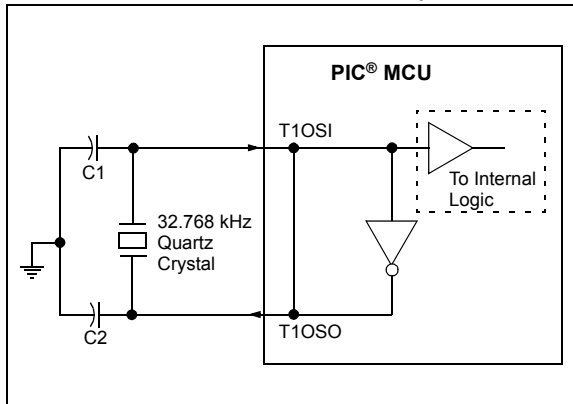 PIC® MCU
T1OSI
C1
To Internal
Logic
32.768 kHz
Quartz
Crystal
T1OSO
C2